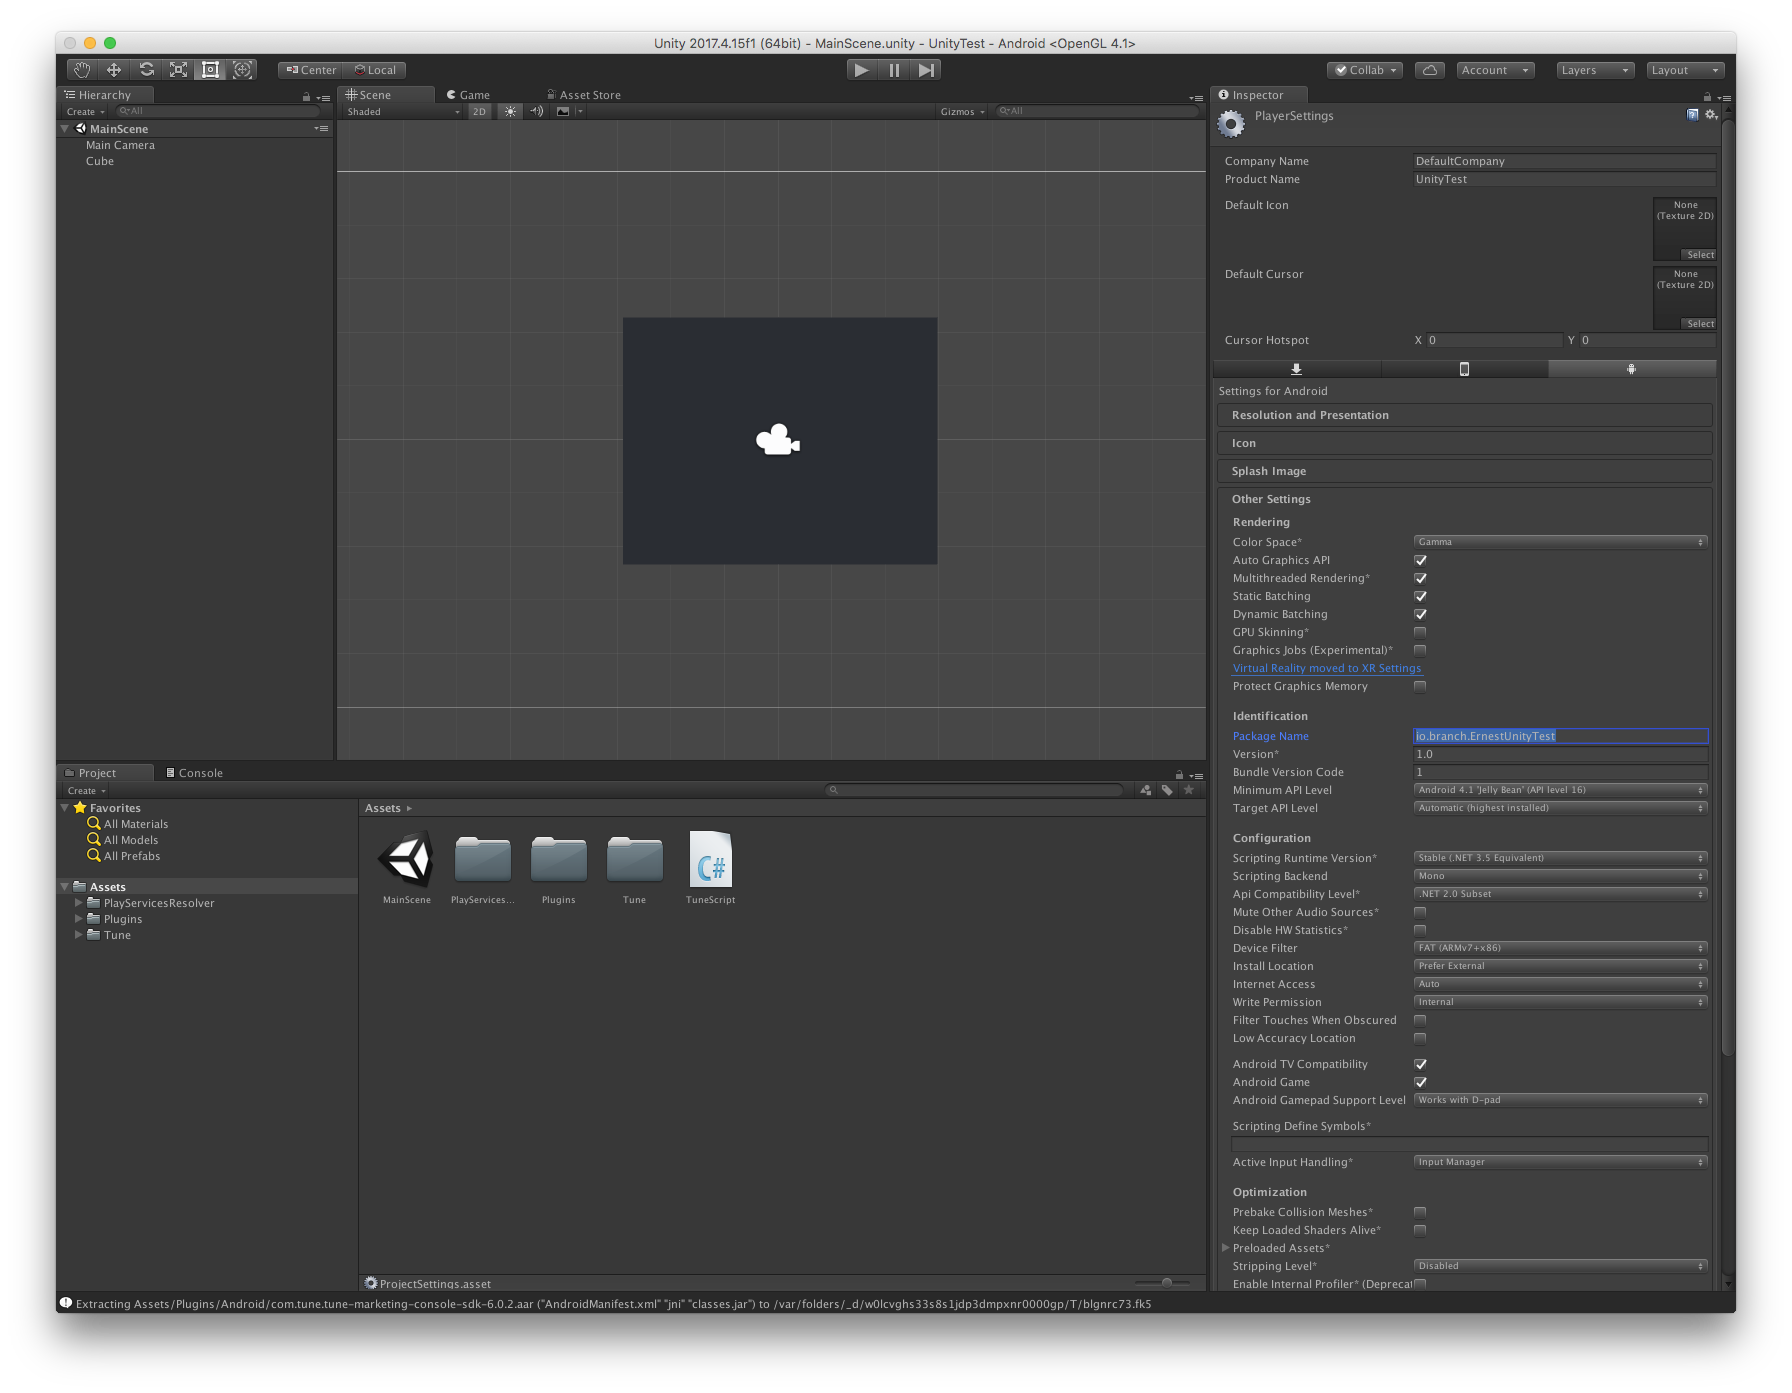 Unity 2017.4.15f1 (64bit) - MainScene.unity - UnityTest - Android <OpenGL 4.1>
Center Local
Collab Account Layers Layout
Hierarchy
Create All
MainScene
Main Camera
Cube
Scene Game Asset Store
Shaded 2D Gizmos All
Inspector
PlayerSettings
Company Name DefaultCompany
Product Name UnityTest
Default Icon
None
(Texture 2D)
Select
Default Cursor
None
(Texture 2D)
Select
Cursor Hotspot X 0 Y 0
Settings for Android
Resolution and Presentation
Icon
Splash Image
Other Settings
Rendering
Color Space* Gamma
Auto Graphics API
Multithreaded Rendering*
Static Batching
Dynamic Batching
GPU Skinning*
Graphics Jobs (Experimental)*
Virtual Reality moved to XR Settings
Protect Graphics Memory
Identification
Package Name io.branch.ErnestUnityTest
Version* 1.0
Bundle Version Code 1
Minimum API Level Android 4.1 'Jelly Bean' (API level 16)
Target API Level Automatic (highest installed)
Configuration
Scripting Runtime Version* Stable (.NET 3.5 Equivalent)
Scripting Backend Mono
Api Compatibility Level* .NET 2.0 Subset
Mute Other Audio Sources*
Disable HW Statistics*
Device Filter FAT (ARMv7+x86)
Install Location Prefer External
Internet Access Auto
Write Permission Internal
Filter Touches When Obscured
Low Accuracy Location
Android TV Compatibility
Android Game
Android Gamepad Support Level Works with D-pad
Scripting Define Symbols*
Active Input Handling* Input Manager
Optimization
Prebake Collision Meshes*
Keep Loaded Shaders Alive*
Preloaded Assets*
Stripping Level* Disabled
Enable Internal Profiler* (Deprecat
Project Console
Create
Favorites
All Materials
All Models
All Prefabs
Assets
PlayServicesResolver
Plugins
Tune
Assets
MainScene PlayServices... Plugins Tune TuneScript
C#
ProjectSettings.asset
Extracting Assets/Plugins/Android/com.tune.tune-marketing-console-sdk-6.0.2.aar ("AndroidManifest.xml" "jni" "classes.jar") to /var/folders/_d/w0lcvghs33s8s1jdp3dmpxnr0000gp/T/blgnrc73.fk5